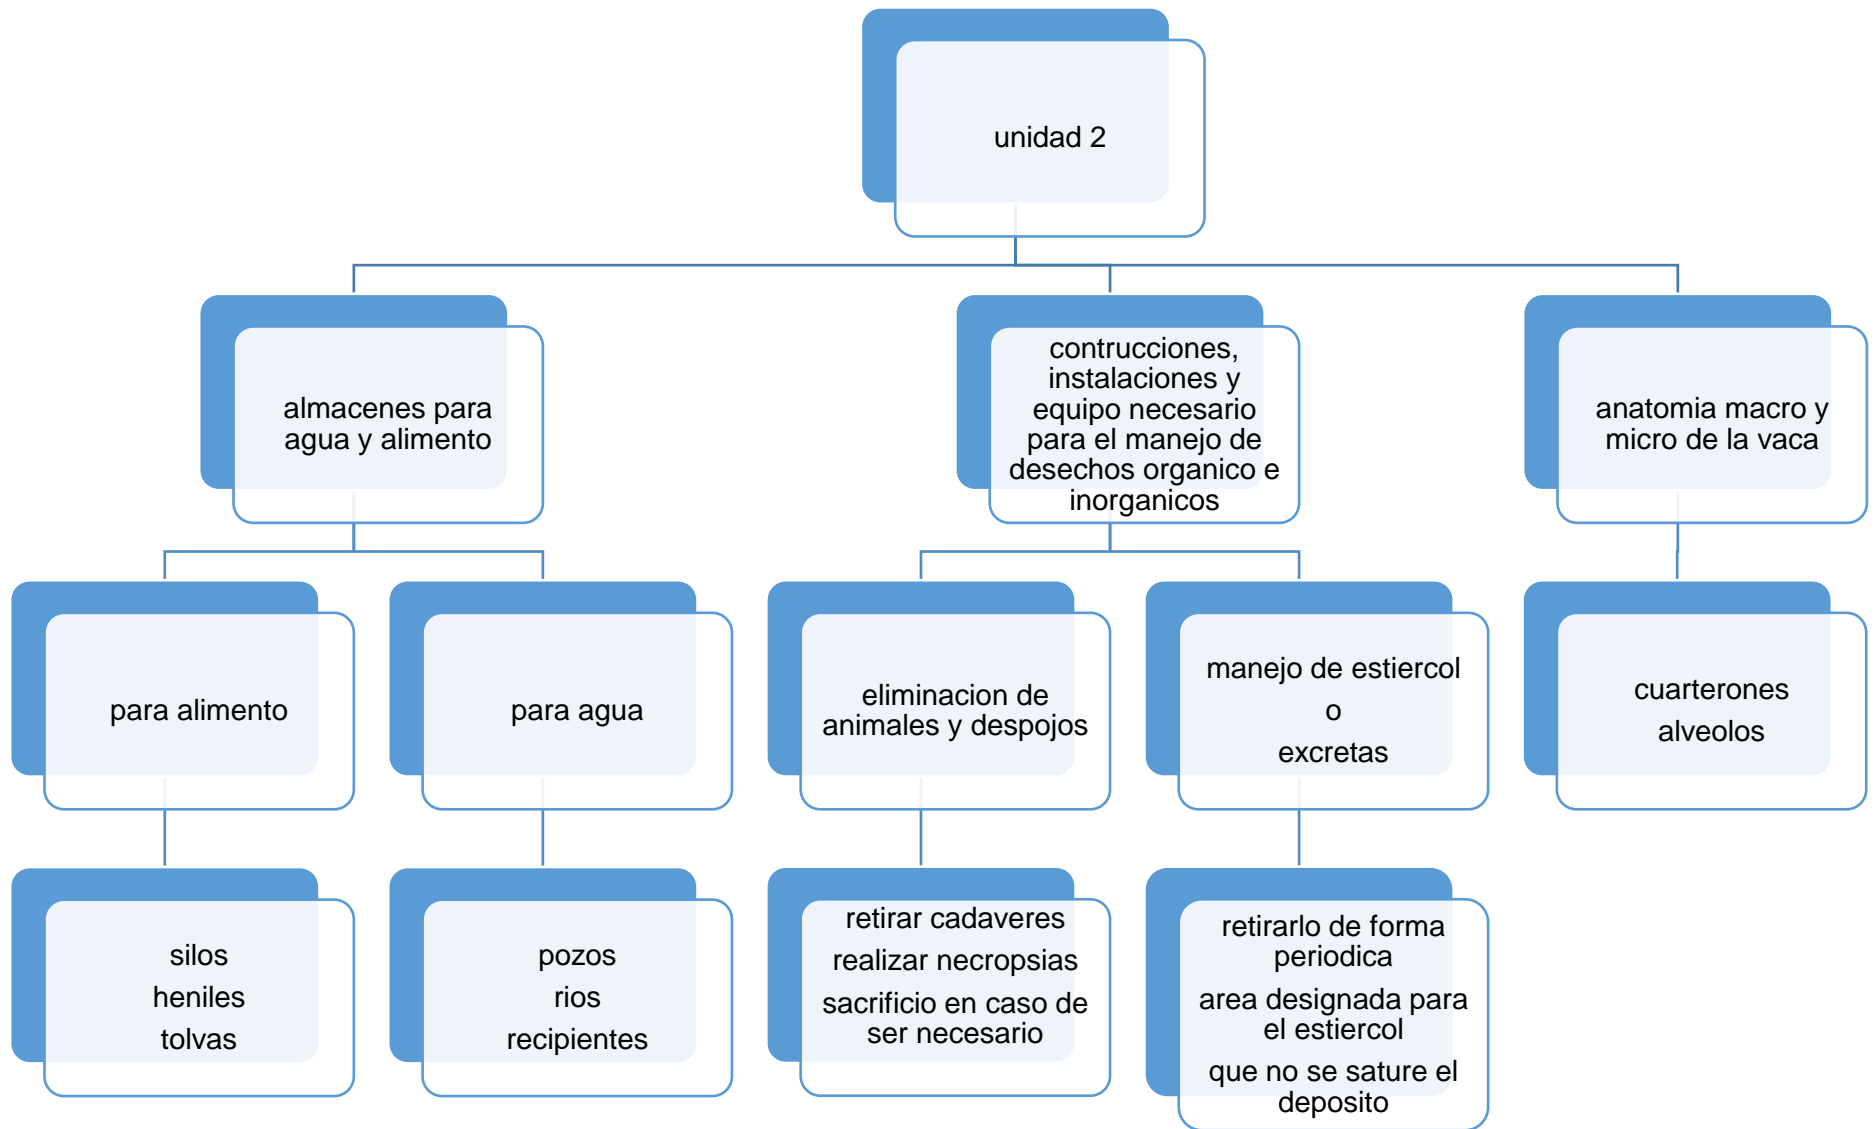 unidad 2
almacenes para
agua y alimento
contrucciones,
instalaciones y
equipo necesario
para el manejo de
desechos organico e
inorganicos
anatomia macro y
micro de la vaca
para alimento
para agua
eliminacion de
animales y despojos
manejo de estiercol
o
excretas
cuarterones
alveolos
silos
heniles
tolvas
pozos
rios
recipientes
retirar cadaveres
realizar necropsias
sacrificio en caso de
ser necesario
retirarlo de forma
periodica
area designada para
el estiercol
que no se sature el
deposito